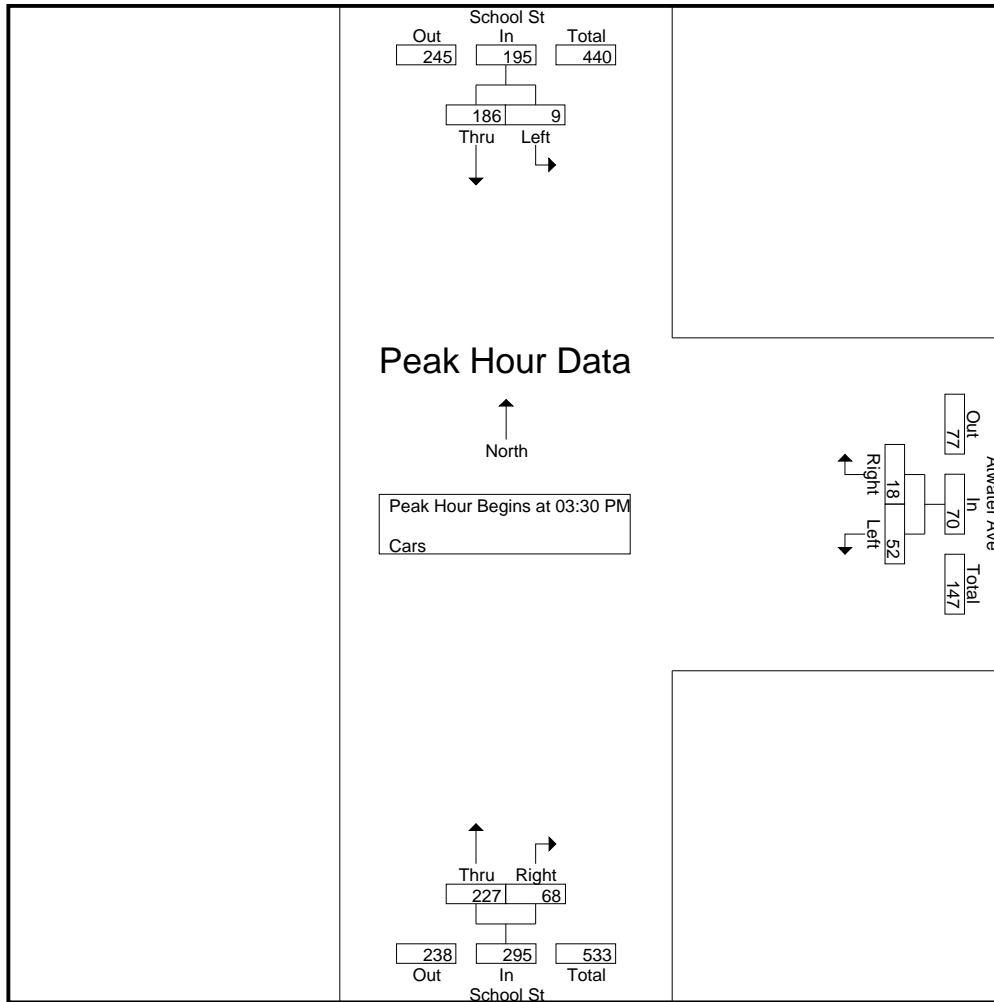 School St
Out In Total
245 195 440
186 9
Thru Left
Peak Hour Data
North
Peak Hour Begins at 03:30 PM
Cars
Right Left
18 52
Out In Total
77 70 147
Atwater Ave
Thru Right
227 68
238 295 533
Out In Total
School St